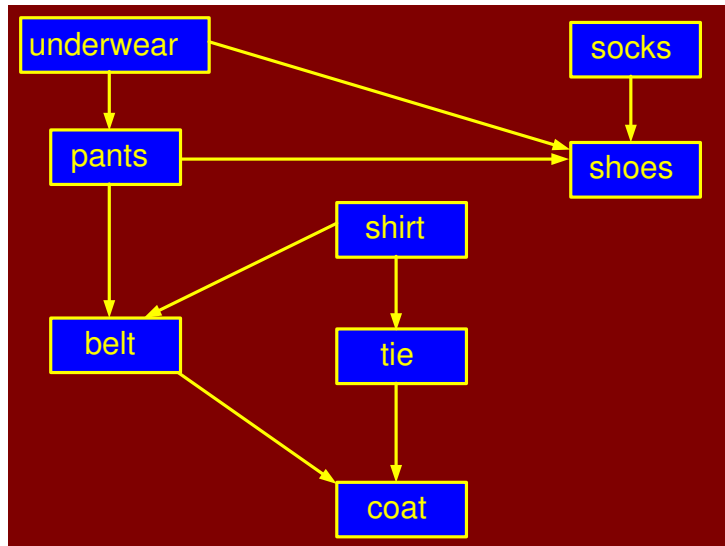 underwear
socks
pants
shoes
shirt
belt
tie
coat